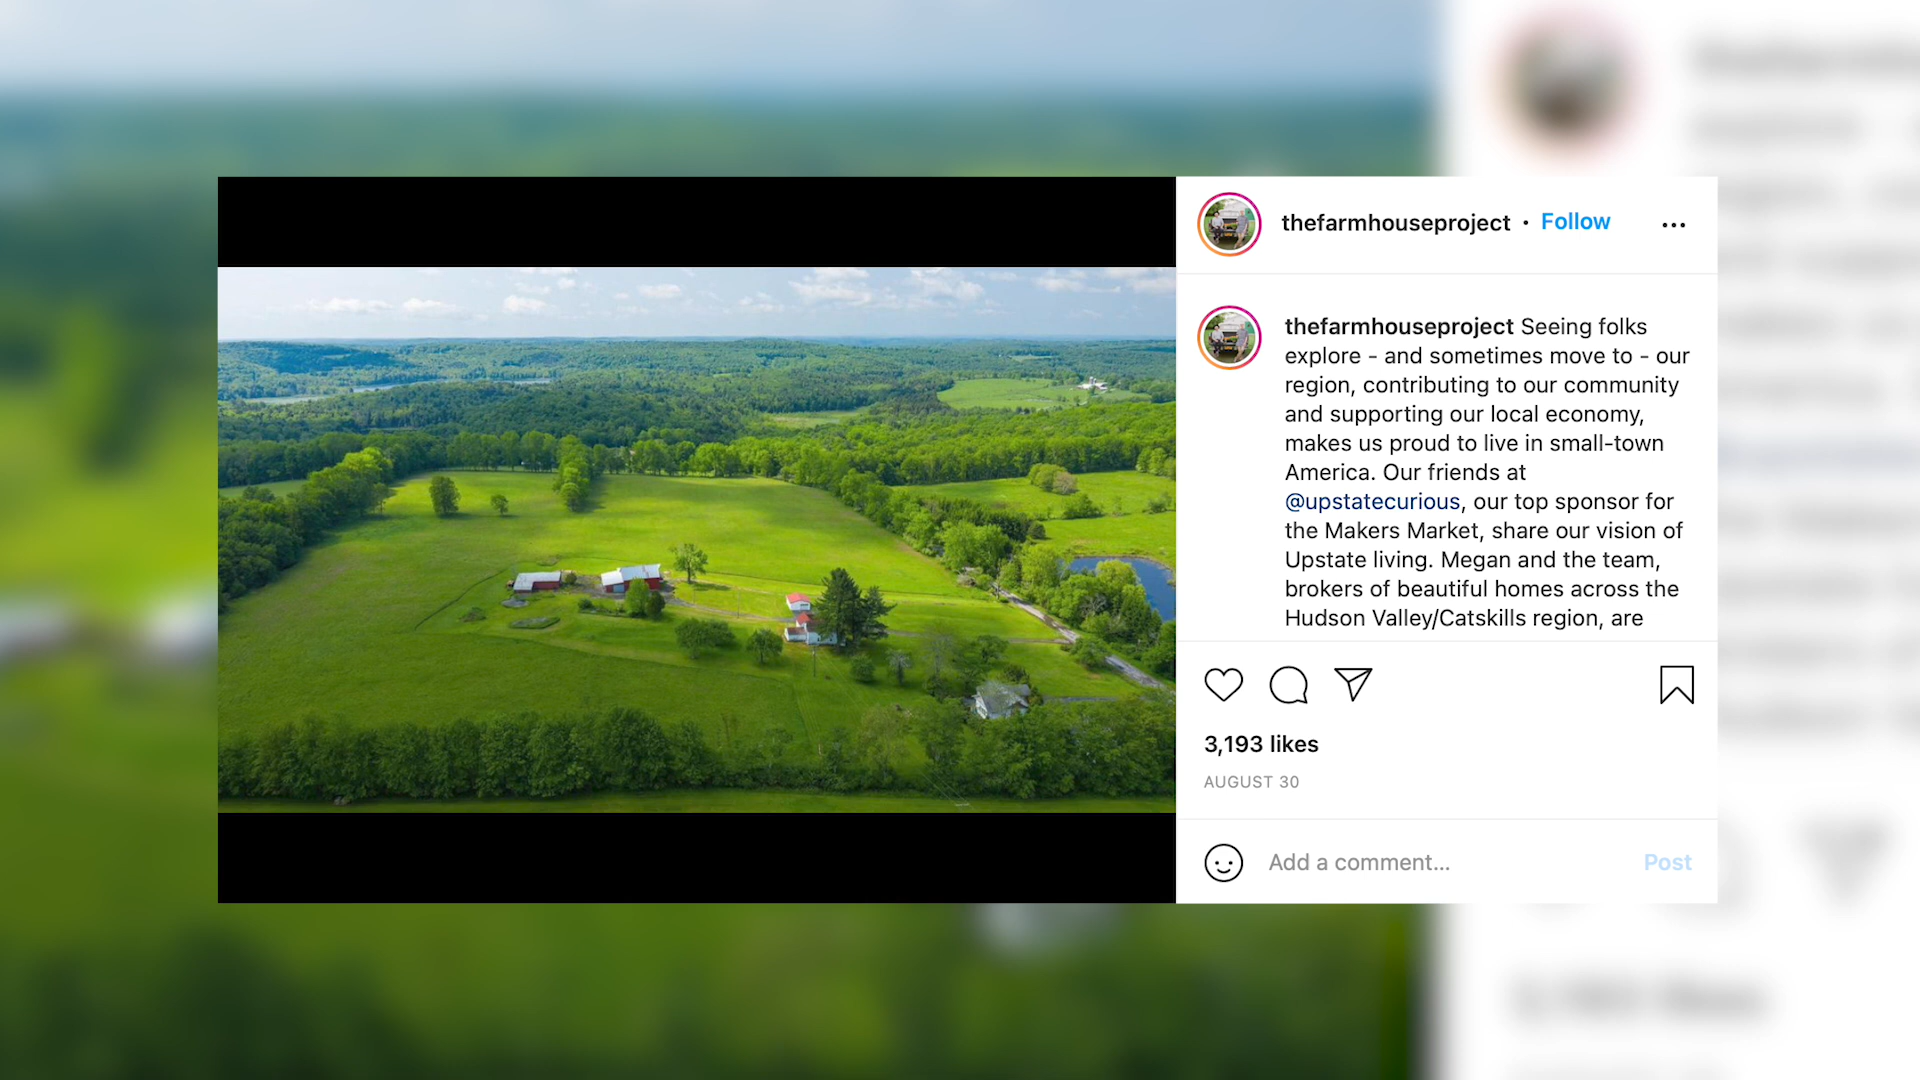 thefarmhouseproject • Follow
thefarmhouseproject Seeing folks
explore - and sometimes move to - our
region, contributing to our community
and supporting our local economy,
makes us proud to live in small-town
America. Our friends at
@upstatecurious, our top sponsor for
the Makers Market, share our vision of
Upstate living. Megan and the team,
brokers of beautiful homes across the
Hudson Valley/Catskills region, are
3,193 likes
AUGUST 30
Add a comment...
Post